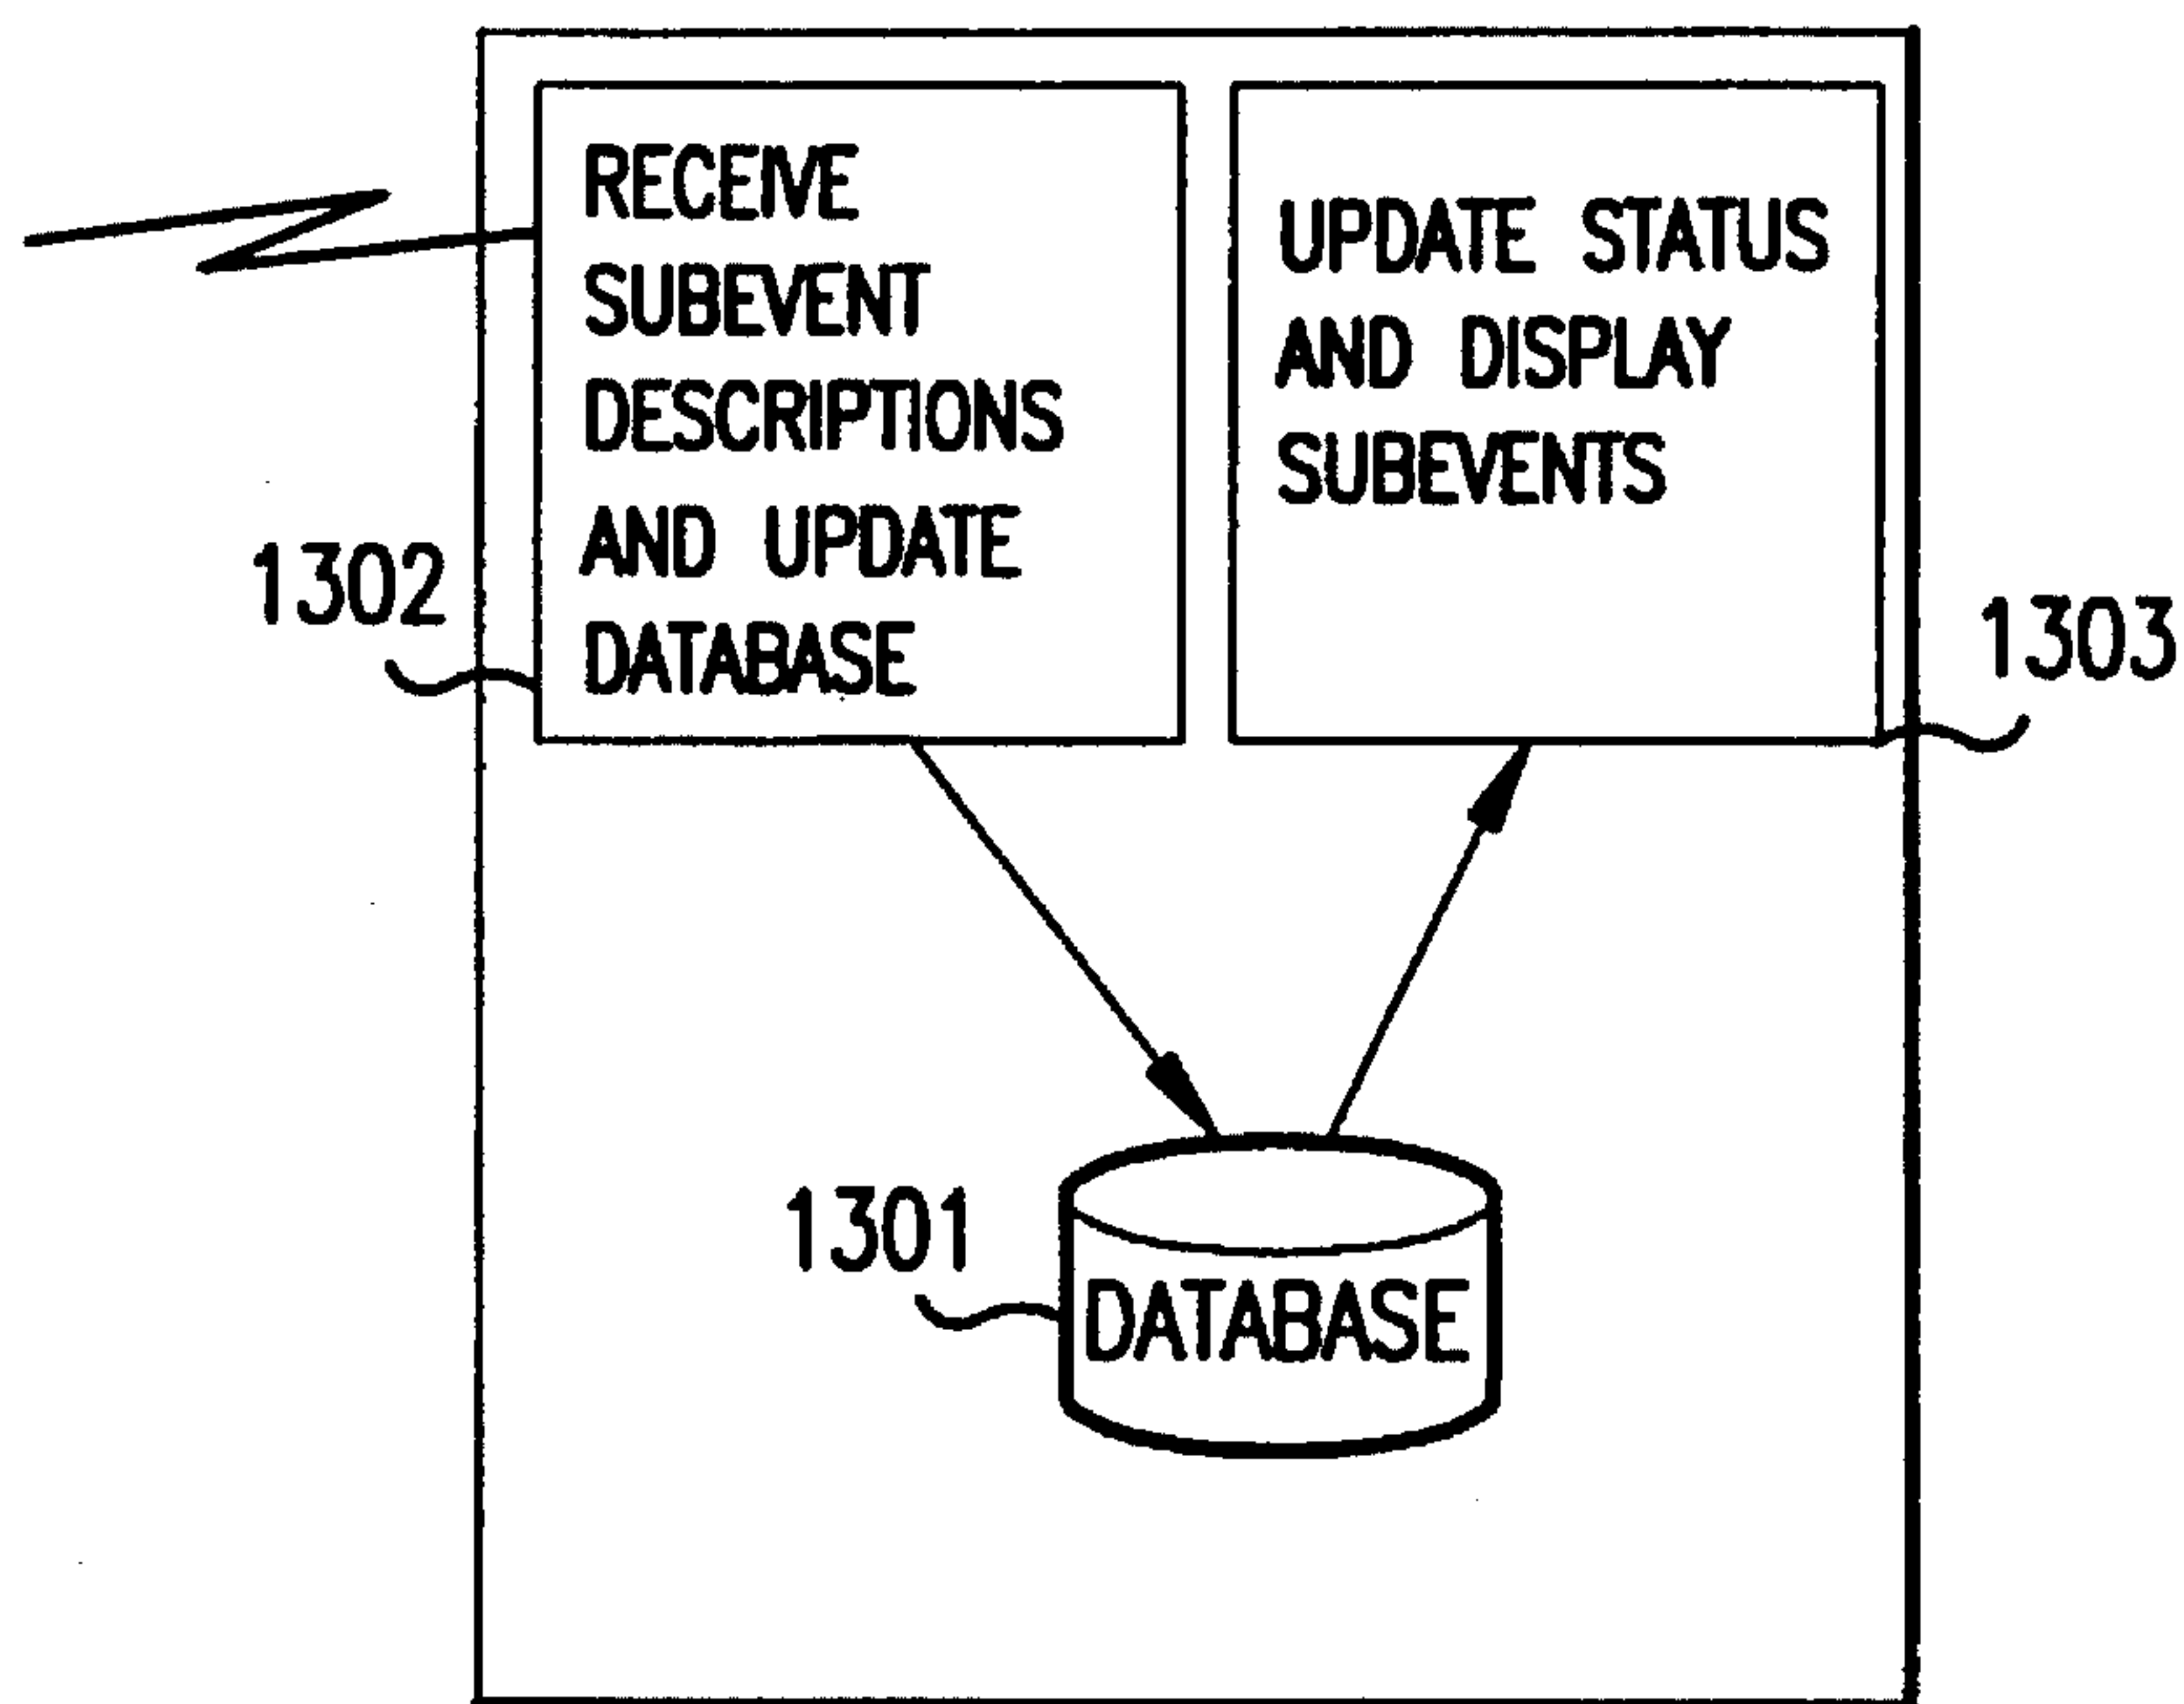 RECEIVE
SUBEVENT
DESCRIPTIONS
AND UPDATE
DATABASE
1302
UPDATE STATUS
AND DISPLAY
SUBEVENTS
1303
1301
DATABASE